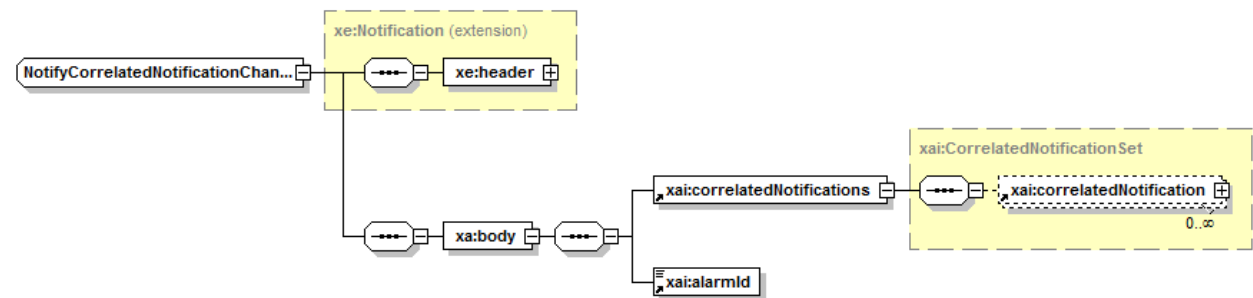 xe:Notification (extension)
NotifyCorrelatedNotificationChan...
xe:header
xai:CorrelatedNotificationSet
xai:correlatedNotifications
xai:correlatedNotification
0..∞
xa:body
xai:alarmId